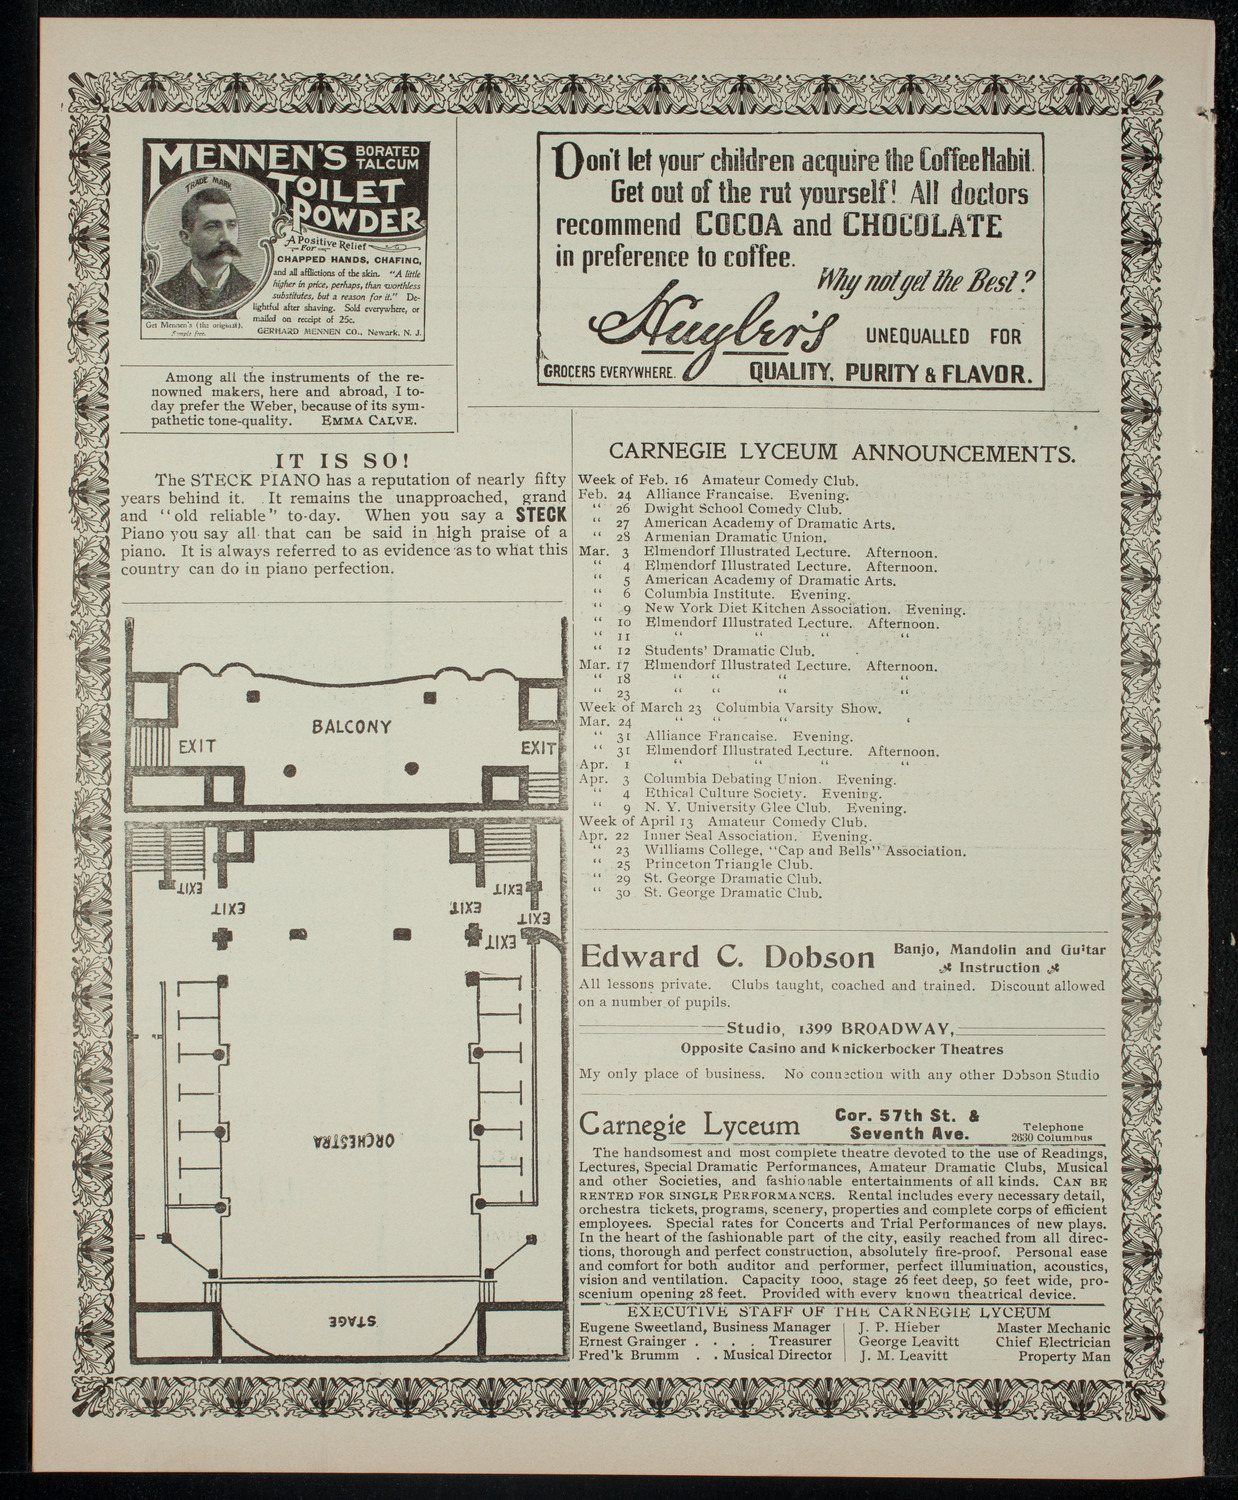 MENNEN'S BORATED TALCUM
TOILET
POWDER
TRADE MARK
A Positive Relief
For
CHAPPED HANDS, CHAFING,
and all afflictions of the skin. "A little
higher in price, perhaps, than worthless
substitutes, but a reason for it." De-
lightful after shaving. Sold everywhere, or
mailed on receipt of 25c.
Get Mennen's (the original).
Sample free.
GERHARD MENNEN CO., Newark, N. J.
Don't let your children acquire the Coffee Habit.
Get out of the rut yourself! All doctors
recommend COCOA and CHOCOLATE
in preference to coffee.
Why not get the Best?
Huyler's UNEQUALLED FOR
GROCERS EVERYWHERE. QUALITY, PURITY & FLAVOR.
Among all the instruments of the re-
nowned makers, here and abroad, I to-
day prefer the Weber, because of its sym-
pathetic tone-quality. EMMA CALVE.
IT IS SO!
The STECK PIANO has a reputation of nearly fifty
years behind it. It remains the unapproached, grand
and "old reliable" to-day. When you say a STECK
Piano you say all that can be said in high praise of a
piano. It is always referred to as evidence as to what this
country can do in piano perfection.
BALCONY
EXIT EXIT
EXIT EXIT
EXIT EXIT EXIT
EXIT
ORCHESTRA
STAGE
CARNEGIE LYCEUM ANNOUNCEMENTS.
Week of Feb. 16 Amateur Comedy Club.
Feb. 24 Alliance Francaise. Evening.
" 26 Dwight School Comedy Club.
" 27 American Academy of Dramatic Arts.
" 28 Armenian Dramatic Union.
Mar. 3 Elmendorf Illustrated Lecture. Afternoon.
" 4 Elmendorf Illustrated Lecture. Afternoon.
" 5 American Academy of Dramatic Arts.
" 6 Columbia Institute. Evening.
" 9 New York Diet Kitchen Association. Evening.
" 10 Elmendorf Illustrated Lecture. Afternoon.
" 11 " " " "
" 12 Students' Dramatic Club.
Mar. 17 Elmendorf Illustrated Lecture. Afternoon.
" 18 " " " "
" 23 " " " "
Week of March 23 Columbia Varsity Show.
Mar. 24 " " " "
" 31 Alliance Francaise. Evening.
" 31 Elmendorf Illustrated Lecture. Afternoon.
Apr. 1 " " " "
Apr. 3 Columbia Debating Union. Evening.
" 4 Ethical Culture Society. Evening.
" 9 N. Y. University Glee Club. Evening.
Week of April 13 Amateur Comedy Club.
Apr. 22 Inner Seal Association. Evening.
" 23 Williams College, "Cap and Bells" Association.
" 25 Princeton Triangle Club.
" 29 St. George Dramatic Club.
" 30 St. George Dramatic Club.
Edward C. Dobson Banjo, Mandolin and Guitar
Instruction
All lessons private. Clubs taught, coached and trained. Discount allowed
on a number of pupils.
Studio, 1399 BROADWAY,
Opposite Casino and Knickerbocker Theatres
My only place of business. No connection with any other Dobson Studio
Carnegie Lyceum Cor. 57th St. &
Seventh Ave. Telephone
2630 Columbus
The handsomest and most complete theatre devoted to the use of Readings,
Lectures, Special Dramatic Performances, Amateur Dramatic Clubs, Musical
and other Societies, and fashionable entertainments of all kinds. CAN BE
RENTED FOR SINGLE PERFORMANCES. Rental includes every necessary detail,
orchestra tickets, programs, scenery, properties and complete corps of efficient
employees. Special rates for Concerts and Trial Performances of new plays.
In the heart of the fashionable part of the city, easily reached from all direc-
tions, thorough and perfect construction, absolutely fire-proof. Personal ease
and comfort for both auditor and performer, perfect illumination, acoustics,
vision and ventilation. Capacity 1000, stage 26 feet deep, 50 feet wide, pro-
scenium opening 28 feet. Provided with every known theatrical device.
EXECUTIVE STAFF OF THE CARNEGIE LYCEUM
Eugene Sweetland, Business Manager J. P. Hieber Master Mechanic
Ernest Grainger . . . Treasurer George Leavitt Chief Electrician
Fred'k Brumm . . Musical Director J. M. Leavitt Property Man